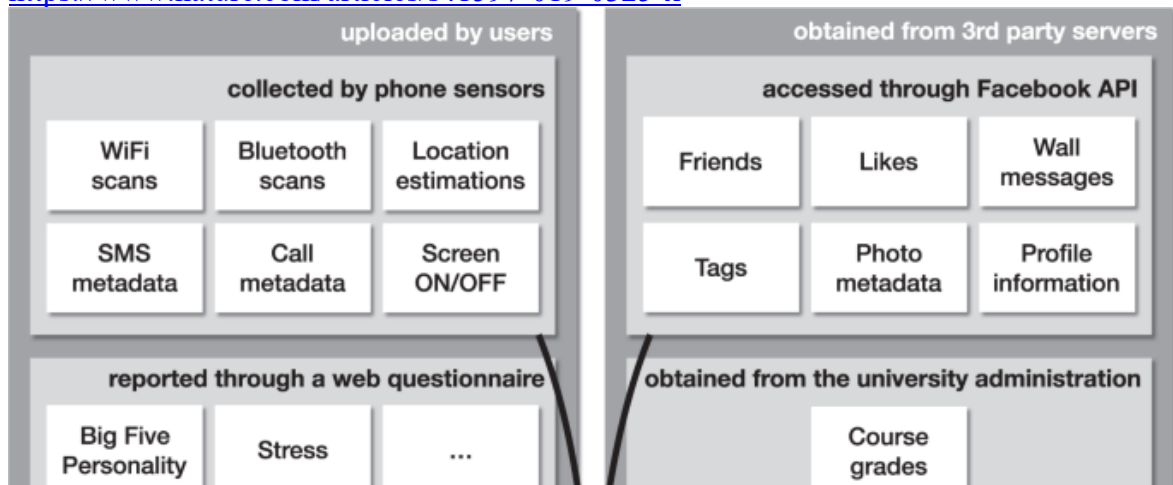 uploaded by users
collected by phone sensors
WiFi
scans
Bluetooth
scans
Location
estimations
SMS
metadata
Call
metadata
Screen
ON/OFF
reported through a web questionnaire
Big Five
Personality
Stress
...
obtained from 3rd party servers
accessed through Facebook API
Friends
Likes
Wall
messages
Tags
Photo
metadata
Profile
information
obtained from the university administration
Course
grades